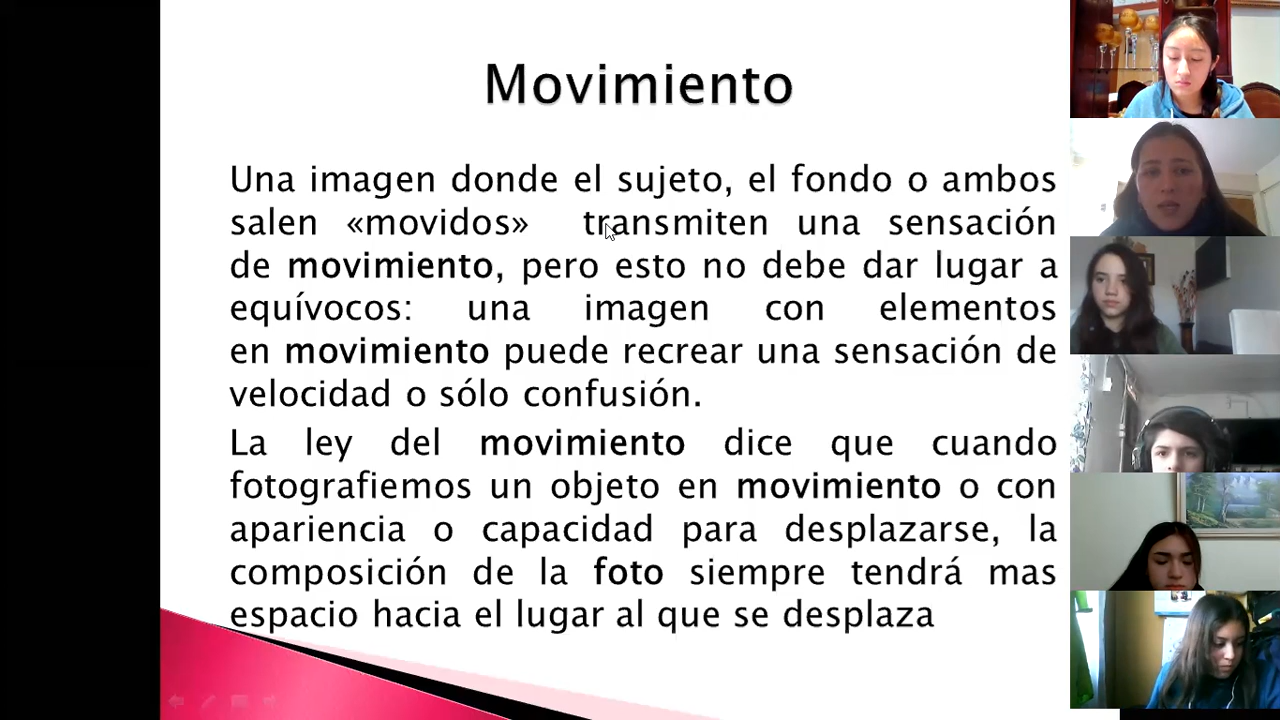 Movimiento
Una imagen donde el sujeto, el fondo o ambos
salen «movidos» transmiten una sensación
de movimiento, pero esto no debe dar lugar a
equívocos: una imagen con elementos
en movimiento puede recrear una sensación de
velocidad o sólo confusión.
La ley del movimiento dice que cuando
fotografiemos un objeto en movimiento o con
apariencia o capacidad para desplazarse, la
composición de la foto siempre tendrá mas
espacio hacia el lugar al que se desplaza